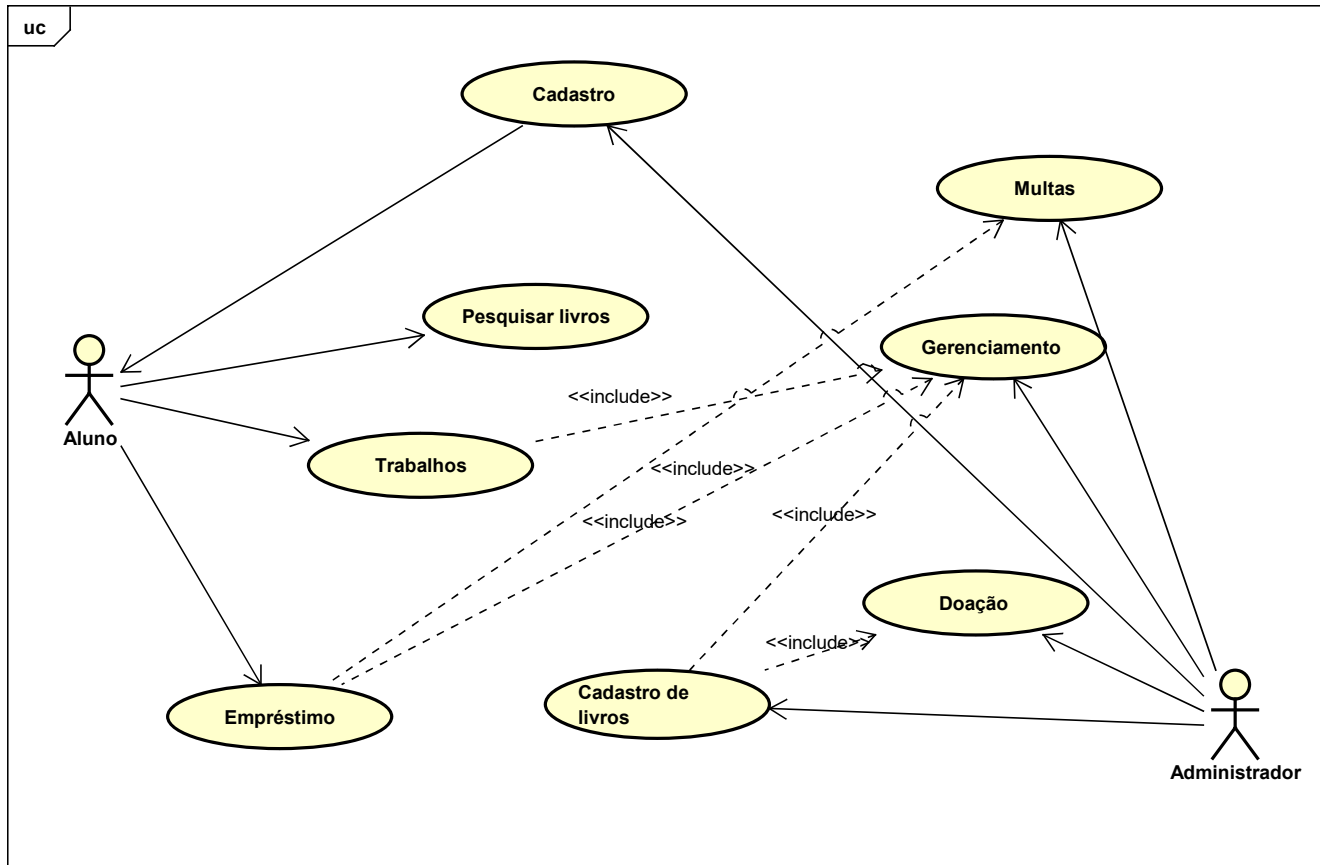 uc
Cadastro
Multas
Pesquisar livros
Gerenciamento
<<include>>
Aluno
Trabalhos
<<include>>
<<include>>
<<include>>
Doação
<<include>>
Empréstimo
Cadastro de
livros
Administrador